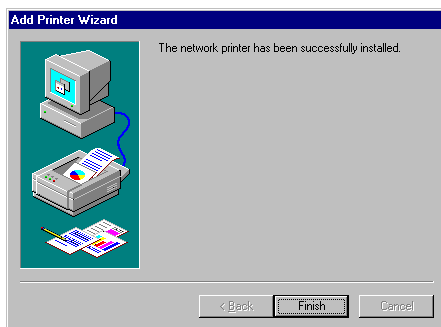 Add Printer Wizard
The network printer has been successfully installed.
< Back
Finish
Cancel